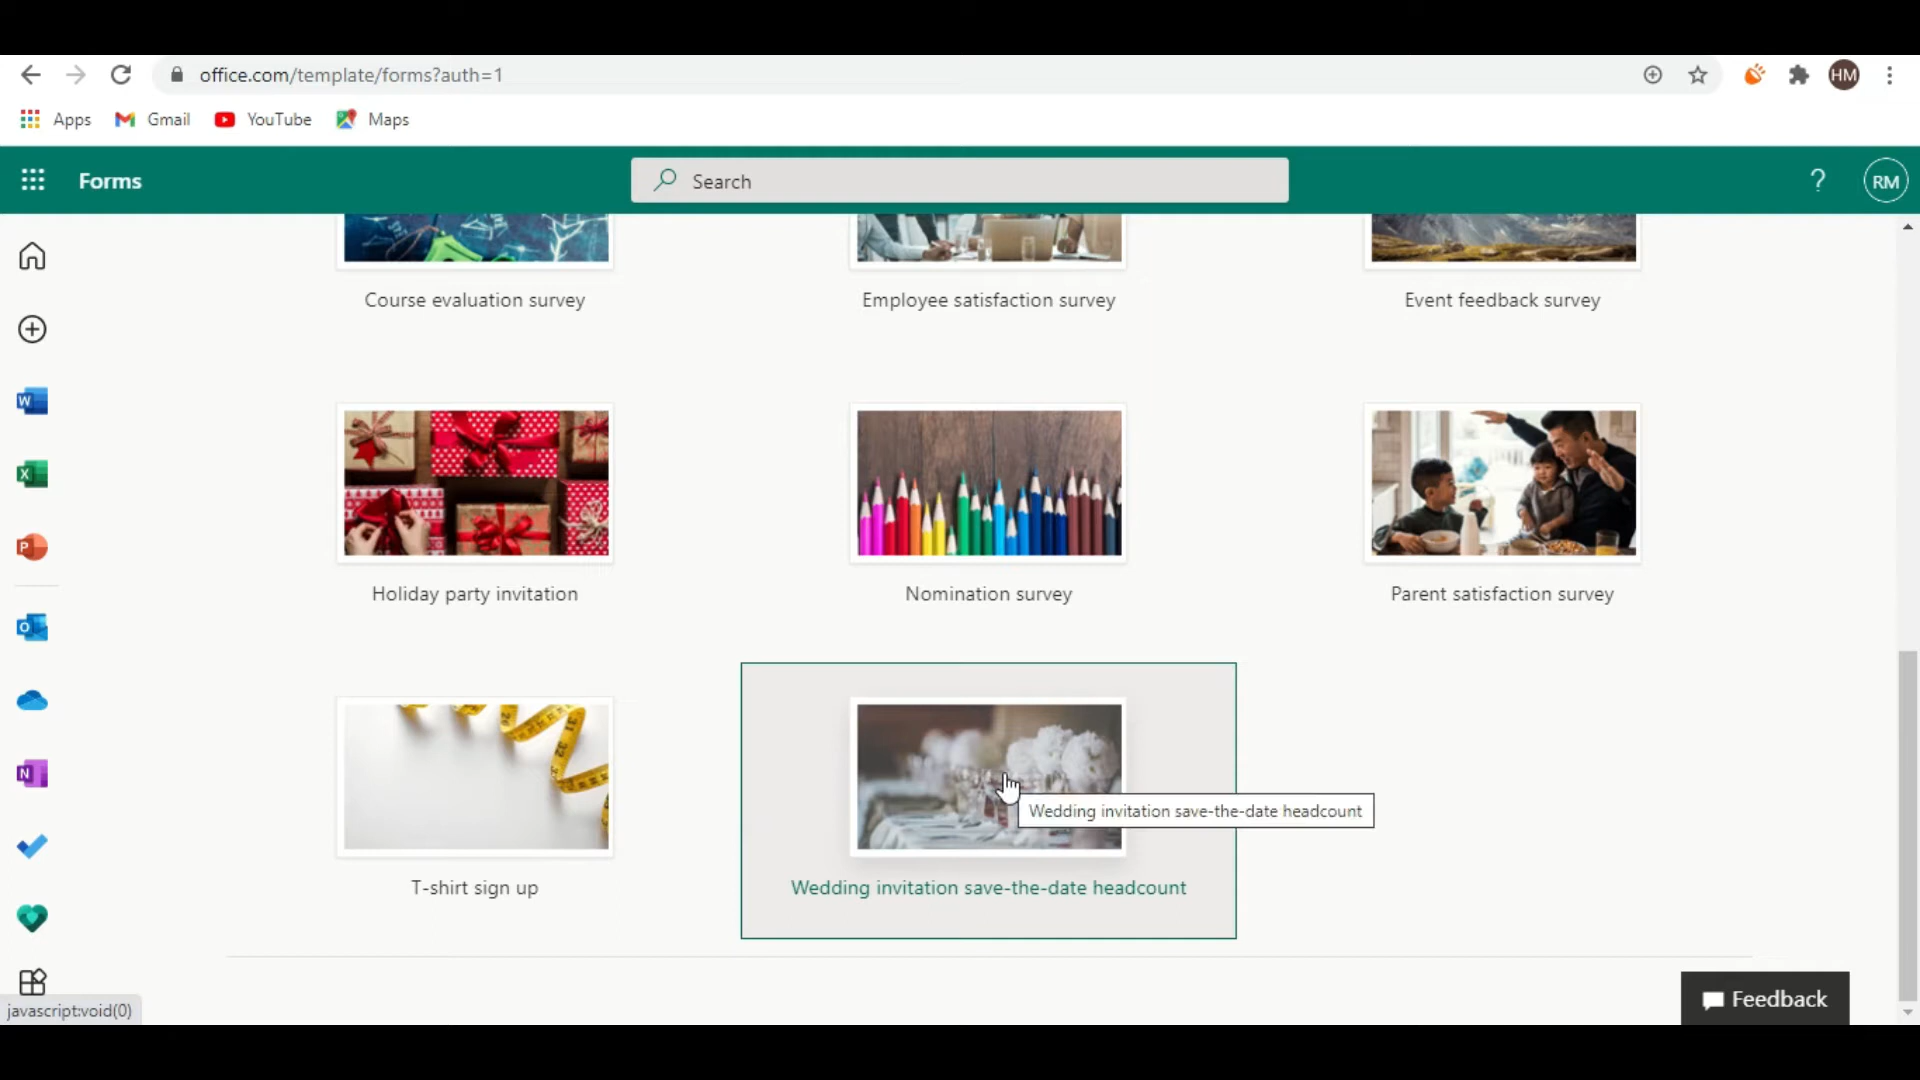 office.com/template/forms?auth=1
HM
Apps
Gmail
YouTube
Maps
Forms
Search
?
RM
Course evaluation survey
Employee satisfaction survey
Event feedback survey
Holiday party invitation
Nomination survey
Parent satisfaction survey
Wedding invitation save-the-date headcount
T-shirt sign up
Wedding invitation save-the-date headcount
W
X
P
O
N
javascript:void(0)
Feedback